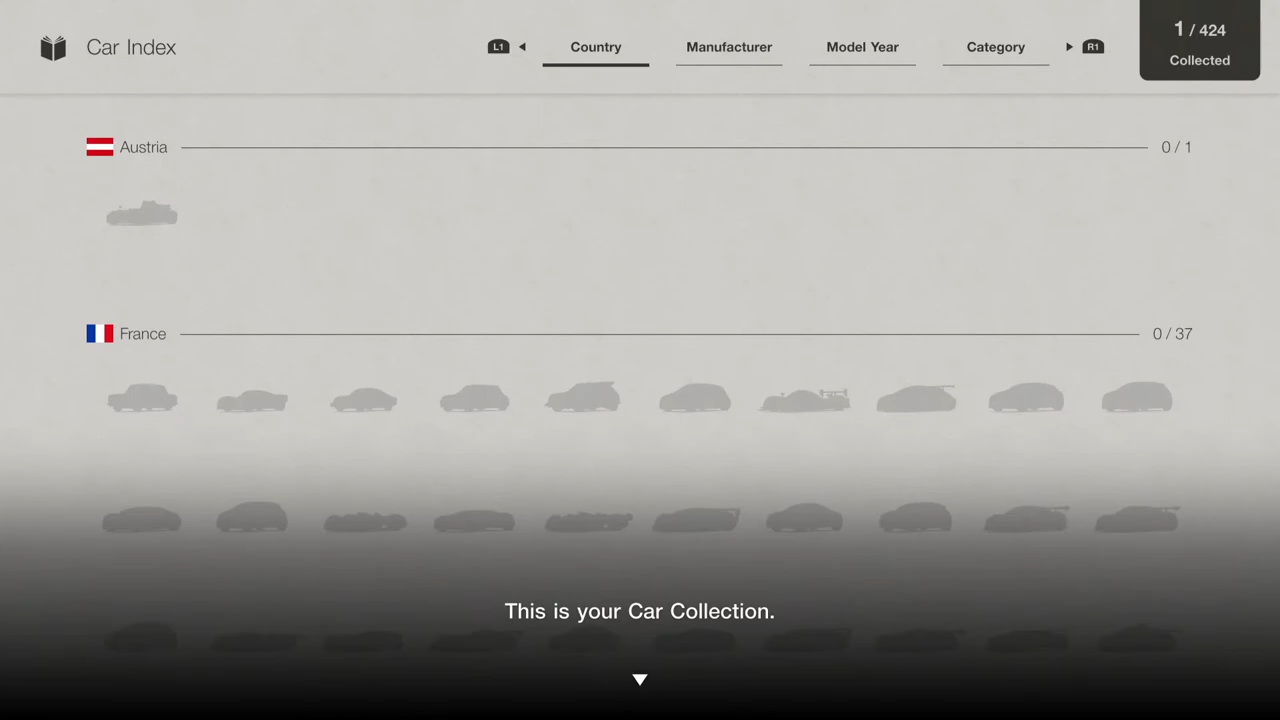 Car Index
L1 Country Manufacturer Model Year Category R1
1 / 424
Collected
Austria 0 / 1
France 0 / 37
This is your Car Collection.